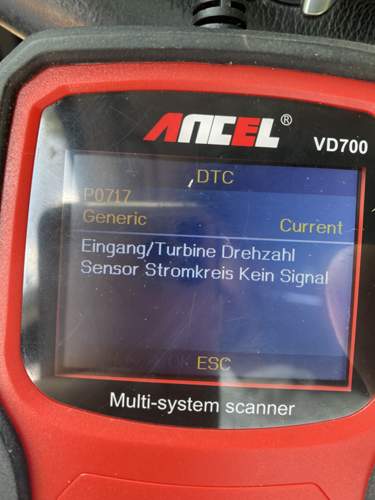 ANCEL®
VD700
DTC
P0717
Generic Current
Eingang/Turbine Drehzahl
Sensor Stromkreis Kein Signal
ESC
Multi-system scanner